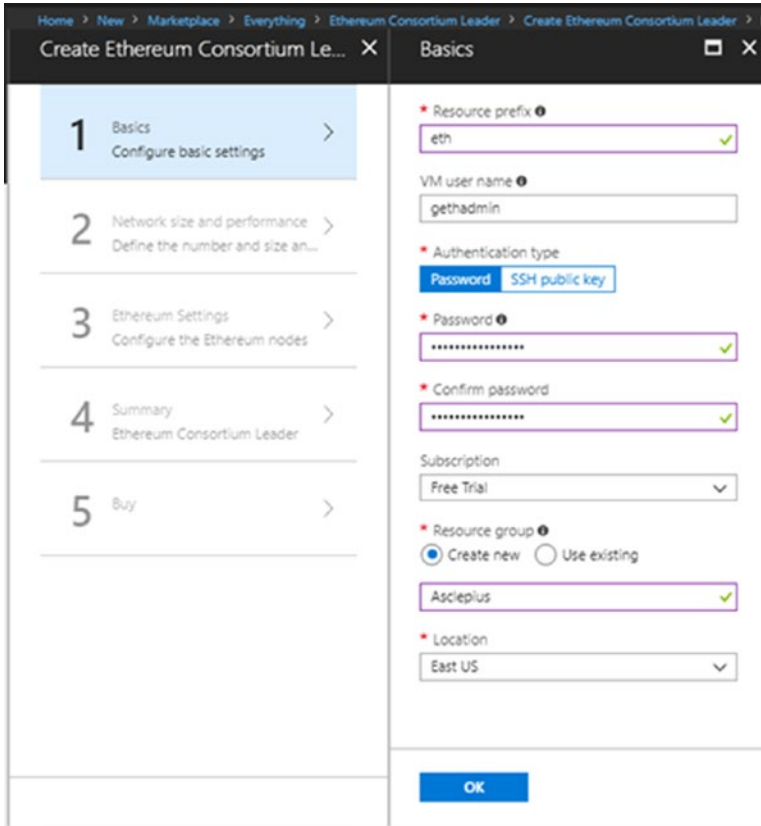 Home > New > Marketplace > Everything > Ethereum Consortium Leader > Create Ethereum Consortium Leader >
Create Ethereum Consortium Le...
1
Basics
Configure basic settings
2
Network size and performance
Define the number and size an...
3
Ethereum Settings
Configure the Ethereum nodes
4
Summary
Ethereum Consortium Leader
5
Buy
Basics
* Resource prefix
eth
VM user name
gethadmin
* Authentication type
Password SSH public key
* Password
••••••••••••••••
* Confirm password
••••••••••••••••
Subscription
Free Trial
* Resource group
Create new Use existing
Asclepius
* Location
East US
OK